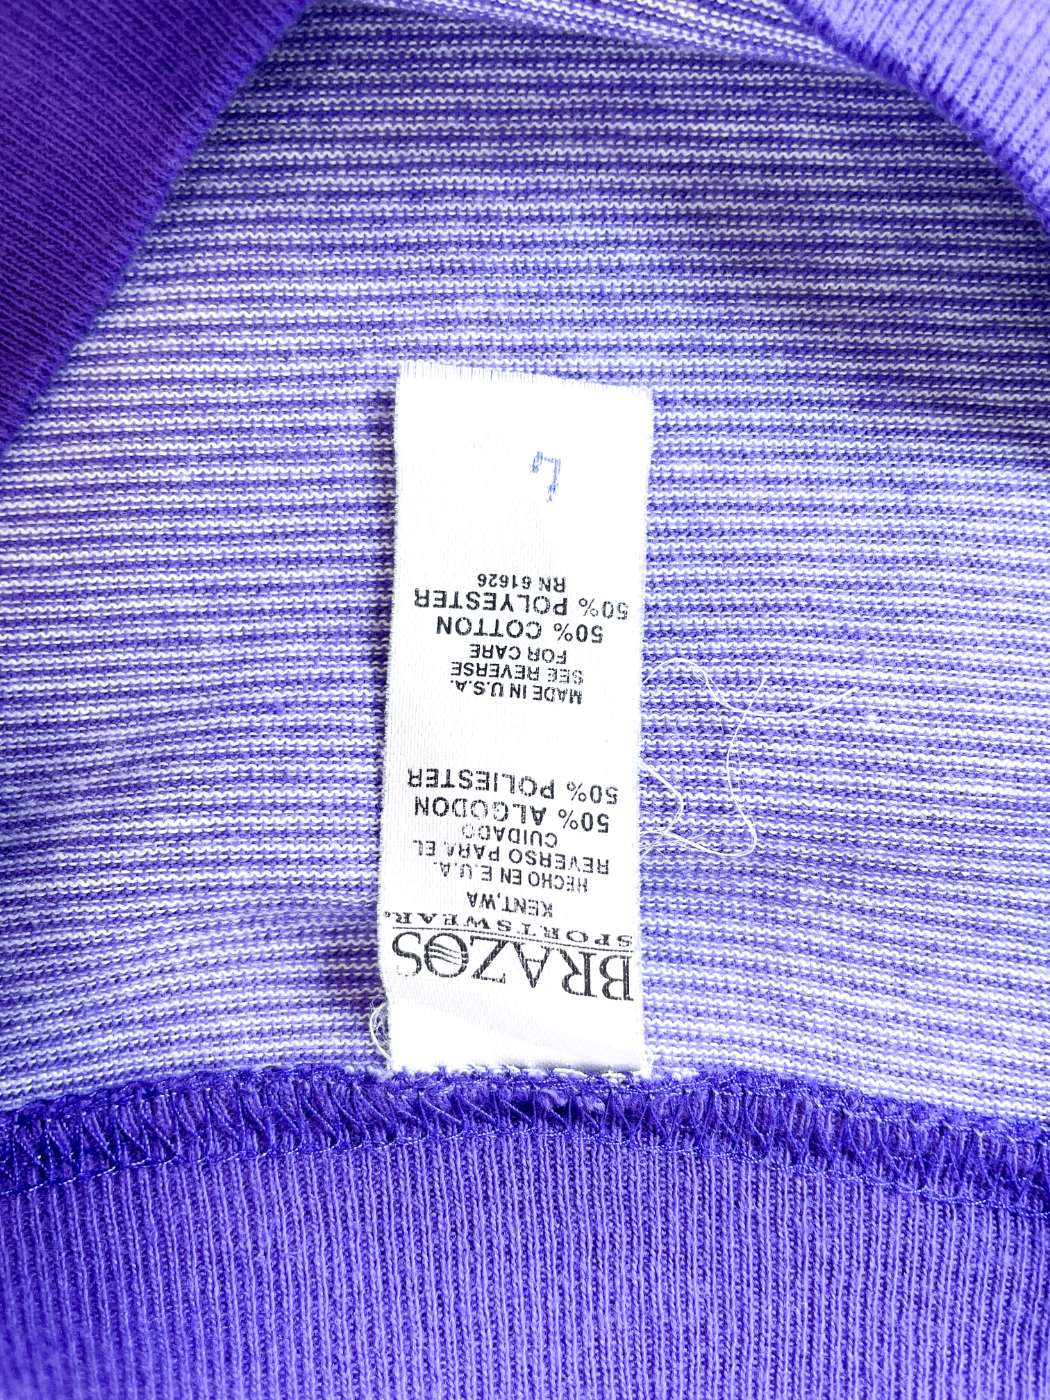 BRAZOS
SPORTSWEAR®
KENT, WA
HECHO EN E.U.A.
REVERSO PARA EL
CUIDADO
50% ALGODON
50% POLIESTER
MADE IN U.S.A.
SEE REVERSE
FOR CARE
50% COTTON
50% POLYESTER
RN 61626
L